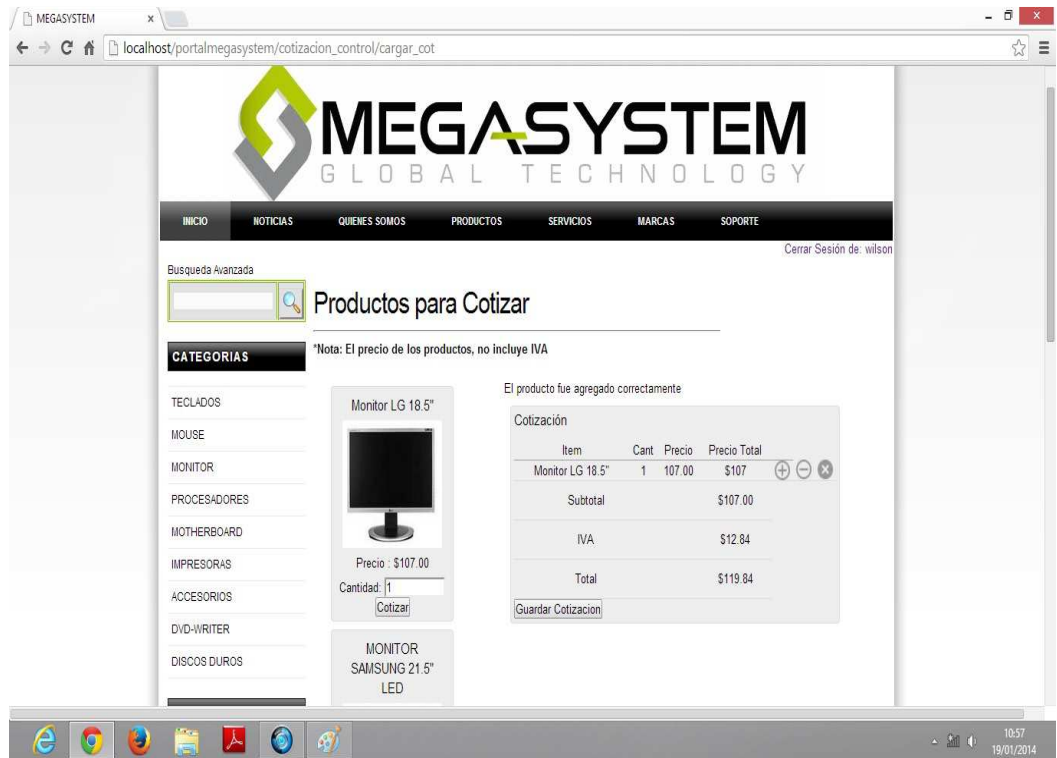 MEGASYSTEM
localhost/portalmegasystem/cotizacion_control/cargar_cot
MEGASYSTEM
GLOBAL TECHNOLOGY
INICIO NOTICIAS QUIENES SOMOS PRODUCTOS SERVICIOS MARCAS SOPORTE
Cerrar Sesión de: wilson
Busqueda Avanzada
Productos para Cotizar
*Nota: El precio de los productos, no incluye IVA
CATEGORIAS
TECLADOS
MOUSE
MONITOR
PROCESADORES
MOTHERBOARD
IMPRESORAS
ACCESORIOS
DVD-WRITER
DISCOS DUROS
Monitor LG 18.5"
Precio : $107.00
Cantidad: 1
Cotizar
MONITOR
SAMSUNG 21.5"
LED
El producto fue agregado correctamente
Cotización
Item Cant Precio Precio Total
Monitor LG 18.5" 1 107.00 $107
Subtotal $107.00
IVA $12.84
Total $119.84
Guardar Cotizacion
10:57
19/01/2014